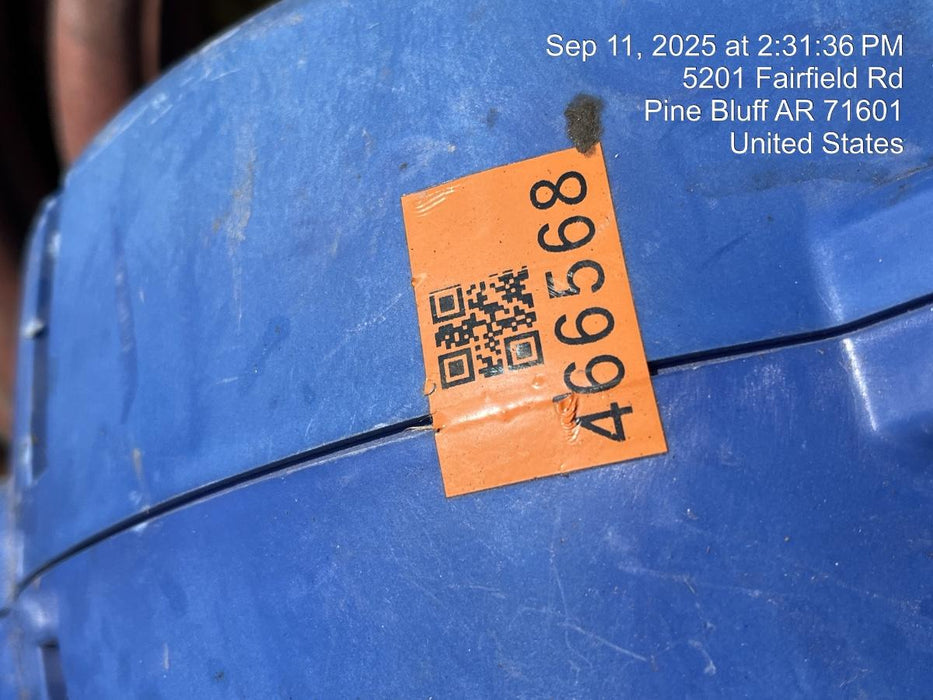 Sep 11, 2025 at 2:31:36 PM
5201 Fairfield Rd
Pine Bluff AR 71601
United States
466568